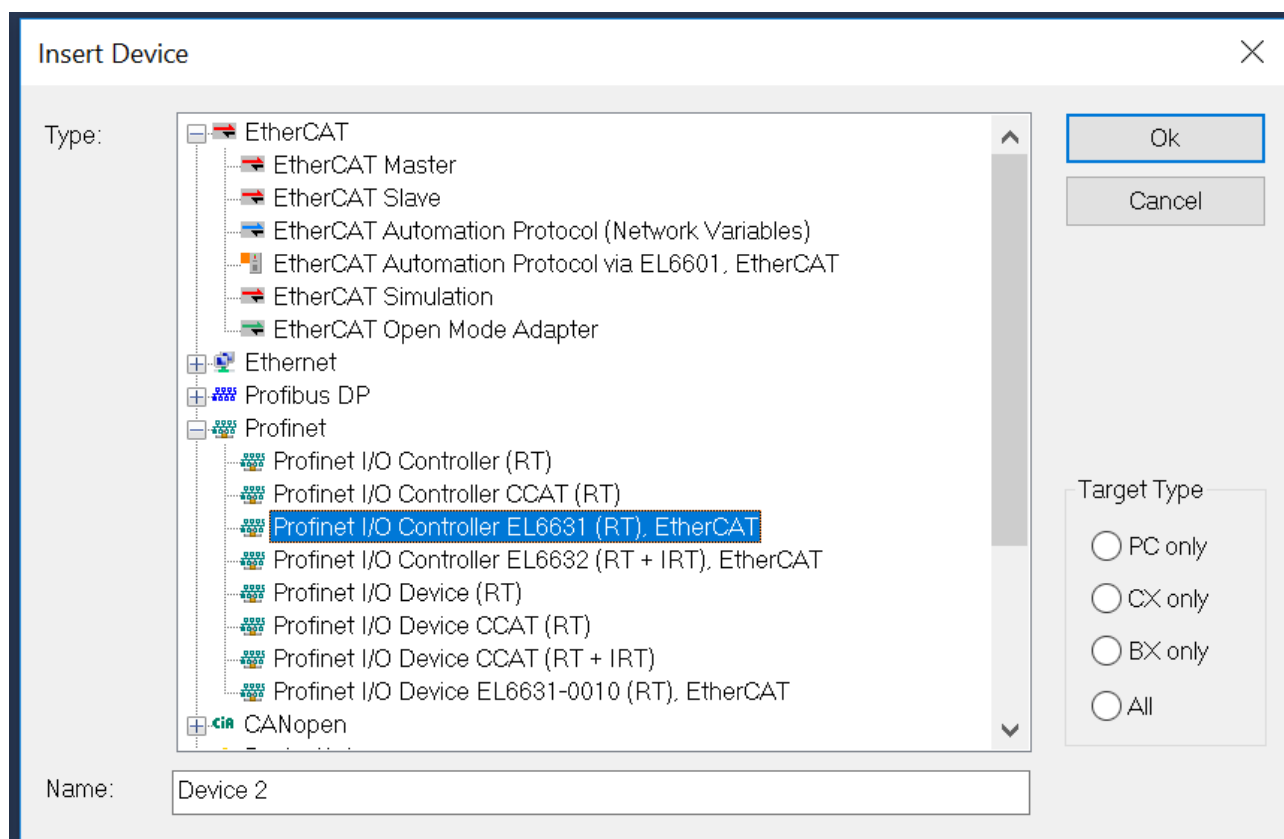 Insert Device
Type:
EtherCAT
EtherCAT Master
EtherCAT Slave
EtherCAT Automation Protocol (Network Variables)
EtherCAT Automation Protocol via EL6601, EtherCAT
EtherCAT Simulation
EtherCAT Open Mode Adapter
Ethernet
Profibus DP
Profinet
Profinet I/O Controller (RT)
Profinet I/O Controller CCAT (RT)
Profinet I/O Controller EL6631 (RT), EtherCAT
Profinet I/O Controller EL6632 (RT + IRT), EtherCAT
Profinet I/O Device (RT)
Profinet I/O Device CCAT (RT)
Profinet I/O Device CCAT (RT + IRT)
Profinet I/O Device EL6631-0010 (RT), EtherCAT
CiA CANopen
Ok
Cancel
Target Type
PC only
CX only
BX only
All
Name:
Device 2